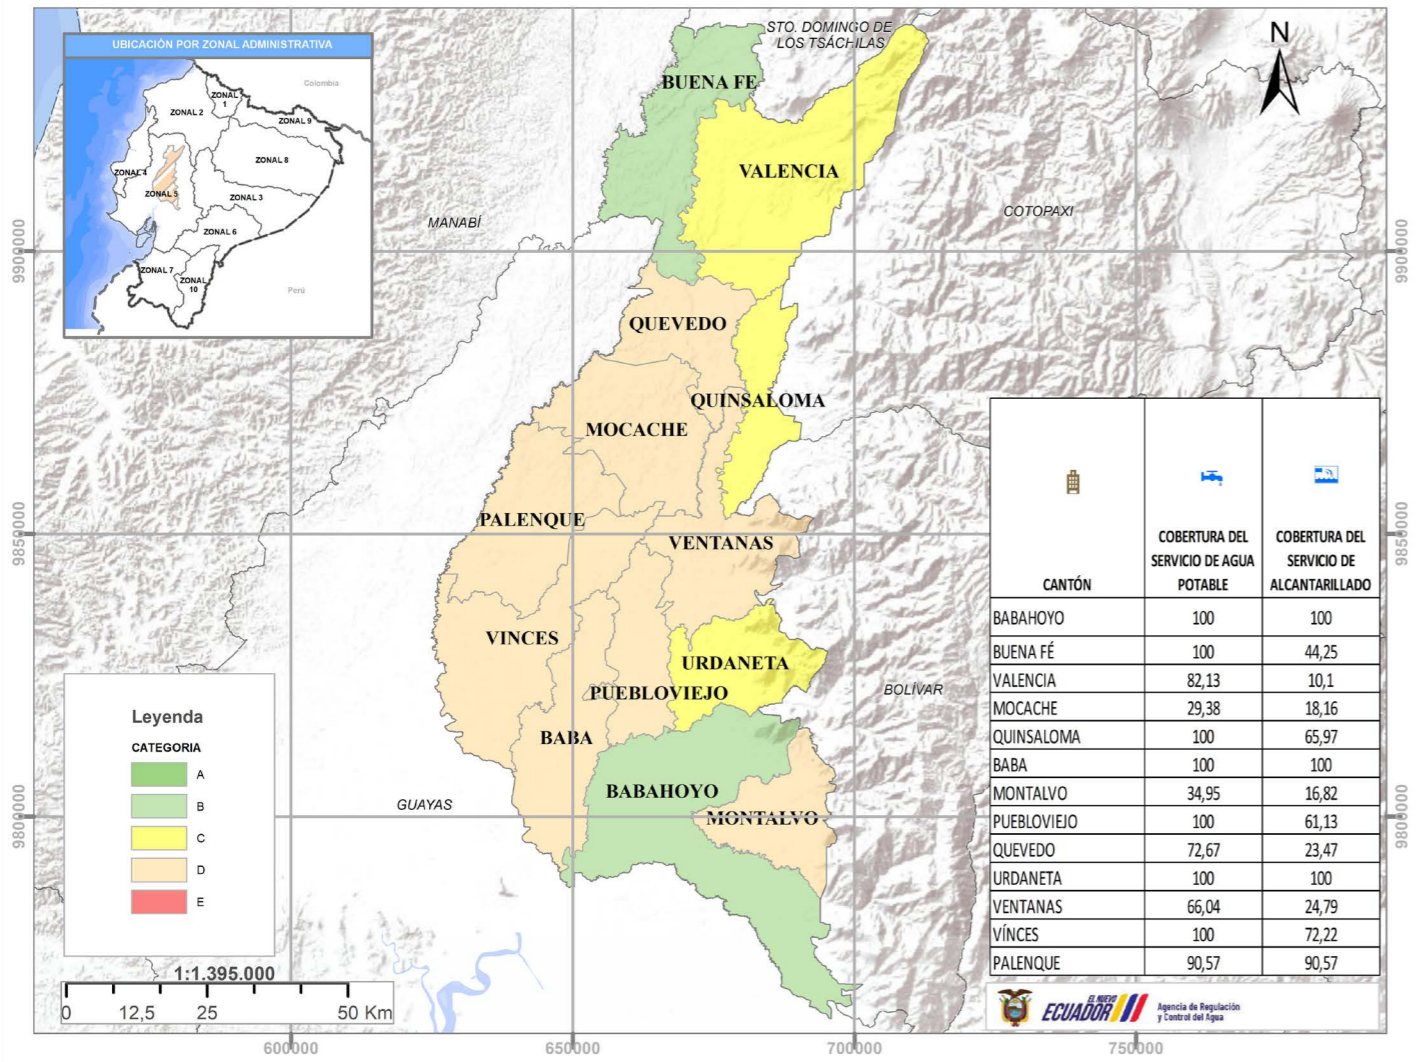 UBICACIÓN POR ZONAL ADMINISTRATIVA
Colombia
ZONAL 1
ZONAL 2
ZONAL 9
ZONAL 8
ZONAL 4
ZONAL 5
ZONAL 3
ZONAL 6
ZONAL 7
ZONAL 10
Perú
STO. DOMINGO DE
LOS TSÁCHILAS
N
BUENA FE
VALENCIA
MANABÍ
COTOPAXI
9900000
9900000
QUEVEDO
QUINSALOMA
MOCACHE
PALENQUE
VENTANAS
9850000
9850000
VINCES
URDANETA
PUEBLOVIEJO
BOLÍVAR
BABA
BABAHOYO
GUAYAS
MONTALVO
9800000
9800000
Leyenda
CATEGORIA
A
B
C
D
E
1:1.395.000
0 12,5 25 50 Km
600000 650000 700000 750000
CANTÓN
COBERTURA DEL
SERVICIO DE AGUA
POTABLE
COBERTURA DEL
SERVICIO DE
ALCANTARILLADO
BABAHOYO 100 100
BUENA FÉ 100 44,25
VALENCIA 82,13 10,1
MOCACHE 29,38 18,16
QUINSALOMA 100 65,97
BABA 100 100
MONTALVO 34,95 16,82
PUEBLOVIEJO 100 61,13
QUEVEDO 72,67 23,47
URDANETA 100 100
VENTANAS 66,04 24,79
VÍNCES 100 72,22
PALENQUE 90,57 90,57
EL NUEVO
ECUADOR
Agencia de Regulación
y Control del Agua